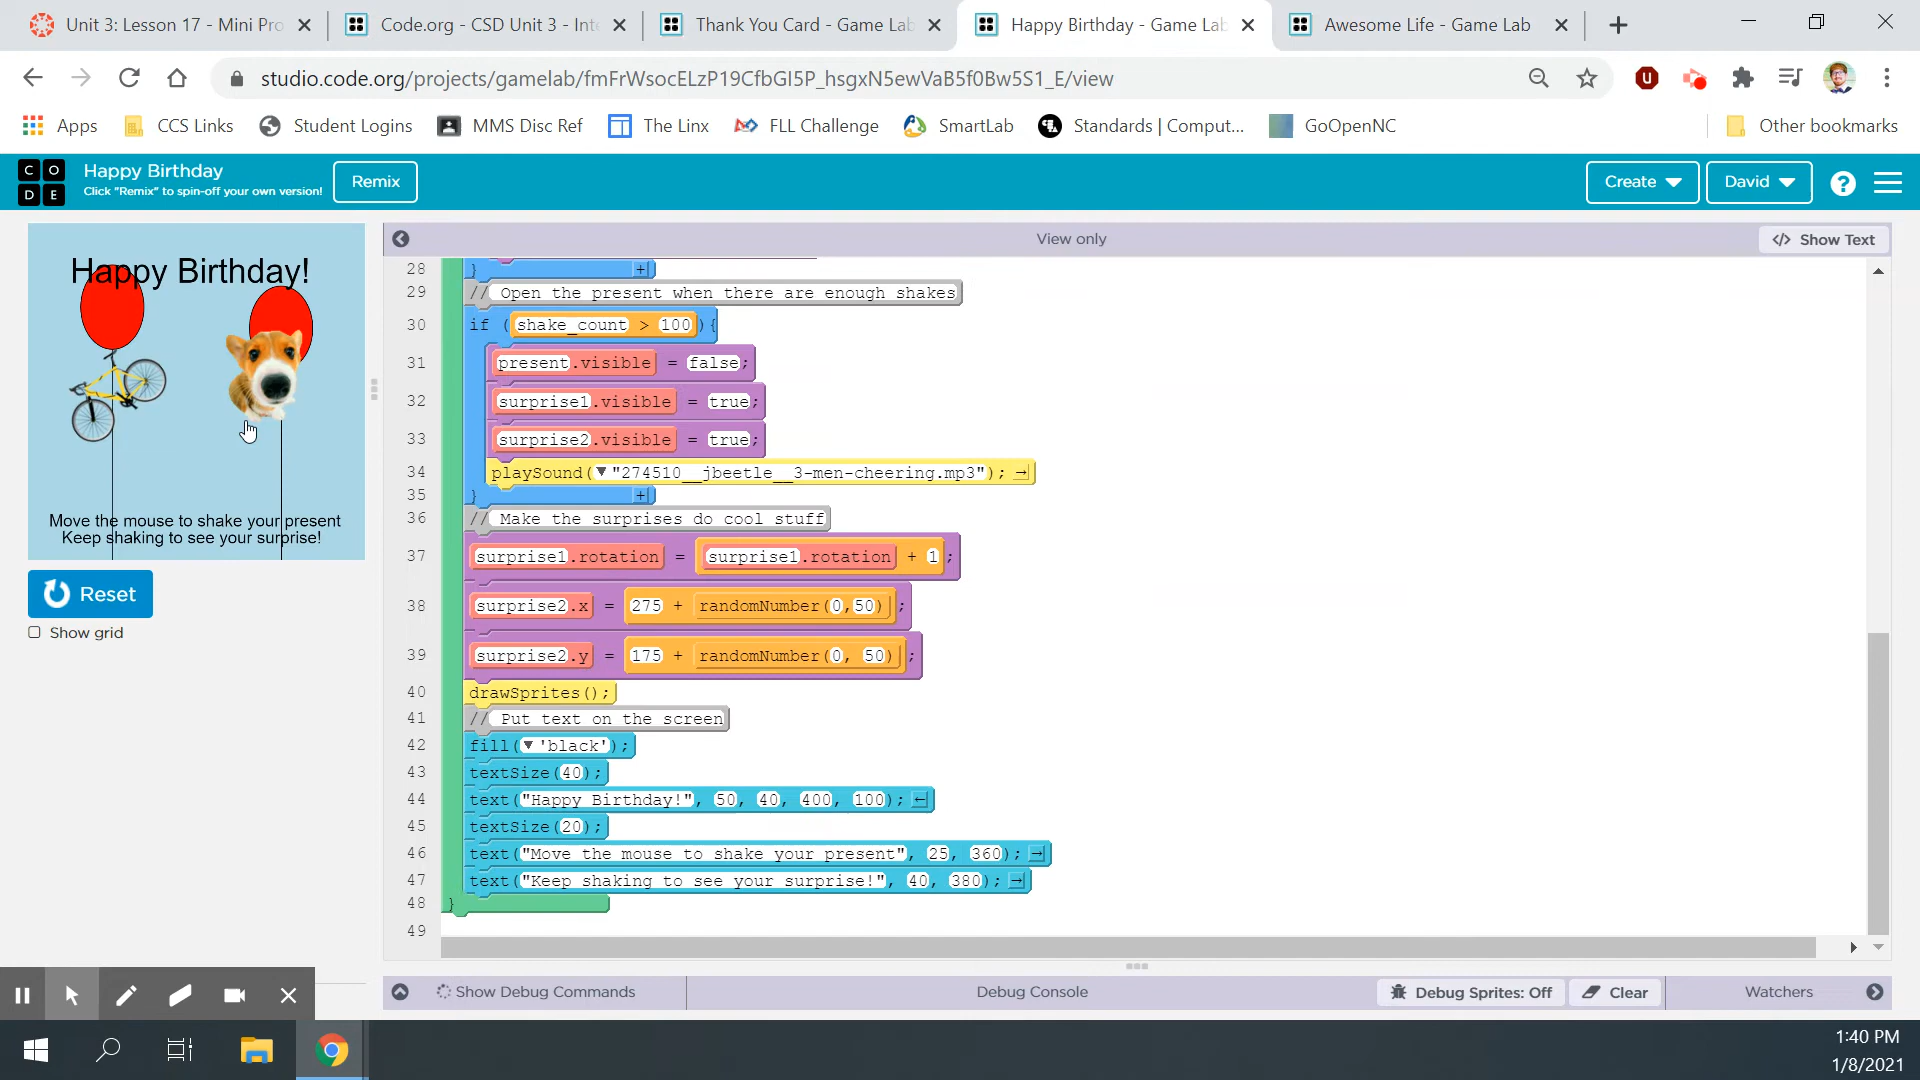 Unit 3: Lesson 17 - Mini Pro
Code.org - CSD Unit 3 - Inte
Thank You Card - Game Lab
Happy Birthday - Game Lab
Awesome Life - Game Lab
studio.code.org/projects/gamelab/fmFrWsocELzP19CfbGI5P_hsgxN5ewVaB5f0Bw5S1_E/view
Apps
CCS Links
Student Logins
MMS Disc Ref
The Linx
FLL Challenge
SmartLab
Standards | Comput...
GoOpenNC
Other bookmarks
C O
D E
Happy Birthday
Click "Remix" to spin-off your own version!
Remix
Create
David
?
View only
</> Show Text
Happy Birthday!
Move the mouse to shake your present
Keep shaking to see your surprise!
Reset
Show grid
28 }
29 // Open the present when there are enough shakes
30 if (shake_count > 100){
31 present.visible = false;
32 surprise1.visible = true;
33 surprise2.visible = true;
34 playSound("274510__jbeetle__3-men-cheering.mp3");
35 }
36 // Make the surprises do cool stuff
37 surprise1.rotation = surprise1.rotation + 1;
38 surprise2.x = 275 + randomNumber(0,50);
39 surprise2.y = 175 + randomNumber(0, 50);
40 drawSprites();
41 // Put text on the screen
42 fill('black');
43 textSize(40);
44 text("Happy Birthday!", 50, 40, 400, 100);
45 textSize(20);
46 text("Move the mouse to shake your present", 25, 360);
47 text("Keep shaking to see your surprise!", 40, 380);
48 }
49
Show Debug Commands
Debug Console
Debug Sprites: Off
Clear
Watchers
1:40 PM
1/8/2021